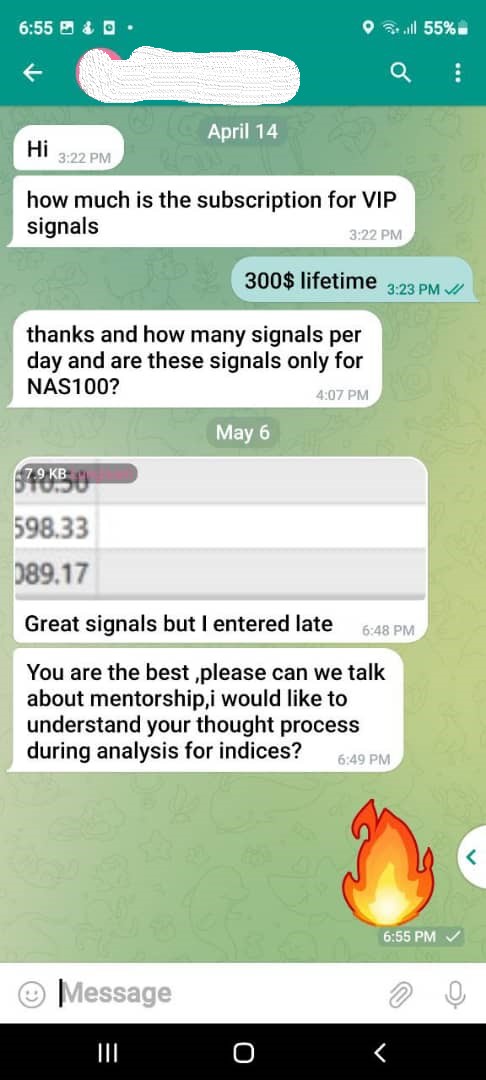 6:55 55%
April 14
Hi 3:22 PM
how much is the subscription for VIP
signals
3:22 PM
300$ lifetime 3:23 PM
thanks and how many signals per
day and are these signals only for
NAS100?
4:07 PM
May 6
7.9 KB
598.33
089.17
Great signals but I entered late 6:48 PM
You are the best ,please can we talk
about mentorship,i would like to
understand your thought process
during analysis for indices? 6:49 PM
6:55 PM
Message